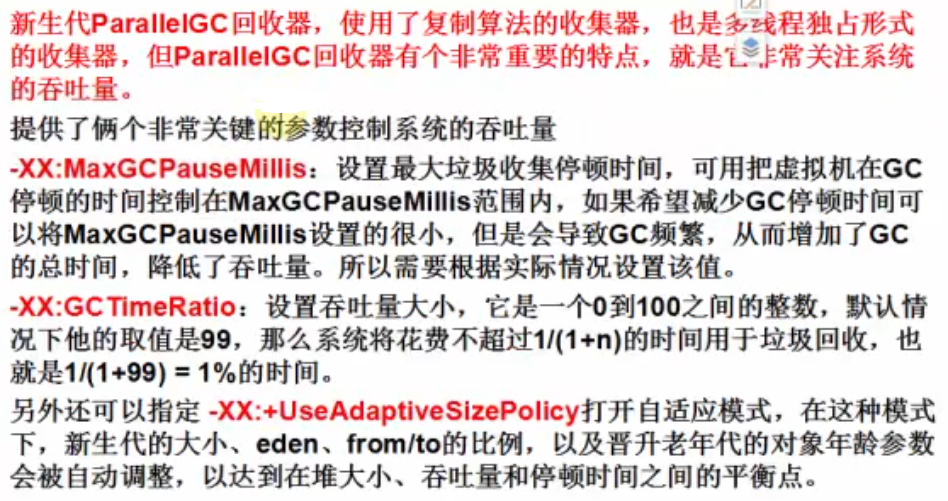 新生代ParallelGC回收器，使用了复制算法的收集器，也是多线程独占形式
的收集器，但ParallelGC回收器有个非常重要的特点，就是它非常关注系统
的吞吐量。
提供了俩个非常关键的参数控制系统的吞吐量
-XX:MaxGCPauseMillis：设置最大垃圾收集停顿时间，可用把虚拟机在GC
停顿的时间控制在MaxGCPauseMillis范围内，如果希望减少GC停顿时间可
以将MaxGCPauseMillis设置的很小，但是会导致GC频繁，从而增加了GC
的总时间，降低了吞吐量。所以需要根据实际情况设置该值。
-XX:GCTimeRatio：设置吞吐量大小，它是一个0到100之间的整数，默认情
况下他的取值是99，那么系统将花费不超过1/(1+n)的时间用于垃圾回收，也
就是1/(1+99) = 1%的时间。
另外还可以指定 -XX:+UseAdaptiveSizePolicy打开自适应模式，在这种模式
下，新生代的大小、eden、from/to的比例，以及晋升老年代的对象年龄参数
会被自动调整，以达到在堆大小、吞吐量和停顿时间之间的平衡点。